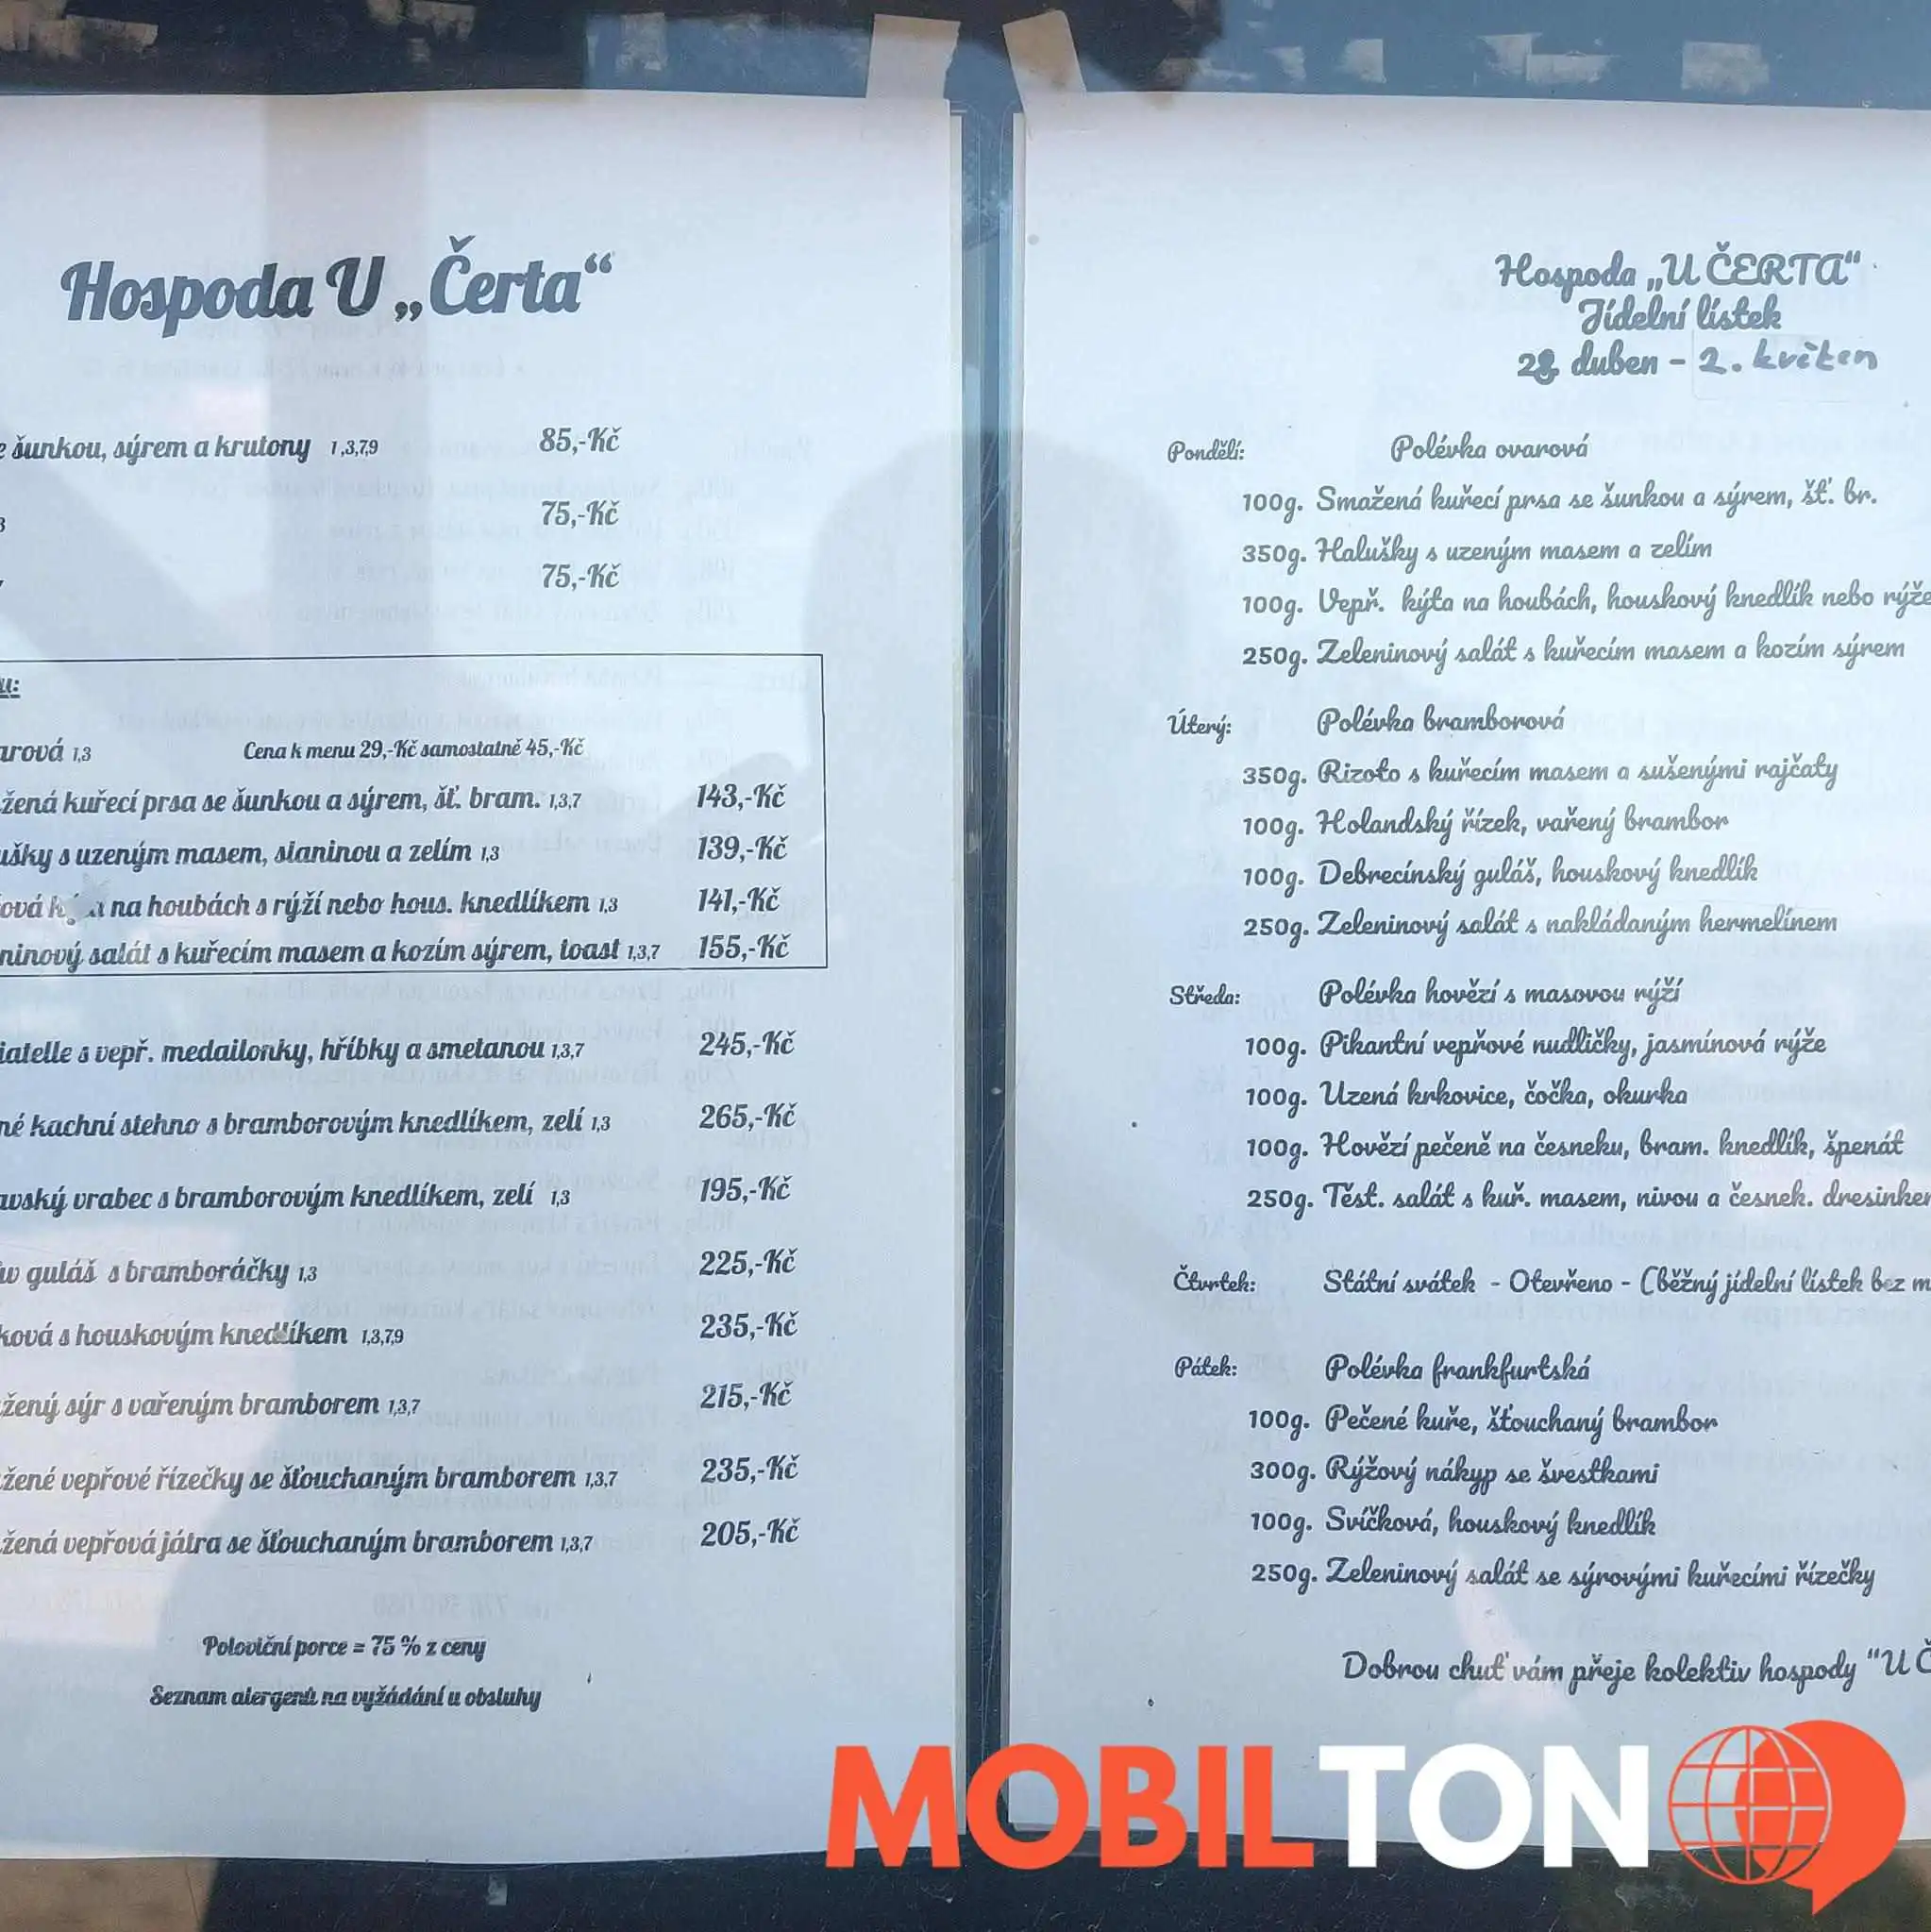 Hospoda U „Čerta“
šunkou, sýrem a krutony 1,3,7,9 85,-Kč
75,-Kč
75,-Kč
1,3 Cena k menu 29,-Kč samostatně 45,-Kč
kuřecí prsa se šunkou a sýrem, šť. bram. 1,3,7 143,-Kč
s uzeným masem, slaninou a zelím 1,3 139,-Kč
na houbách s rýží nebo hous. knedlíkem 1,3 141,-Kč
salát s kuřecím masem a kozím sýrem, toast 1,3,7 155,-Kč
s vepř. medailonky, hříbky a smetanou 1,3,7 245,-Kč
kachní stehno s bramborovým knedlíkem, zelí 1,3 265,-Kč
vrabec s bramborovým knedlíkem, zelí 1,3 195,-Kč
guláš s bramboráčky 1,3 225,-Kč
s houskovým knedlíkem 1,3,7,9 235,-Kč
sýr s vařeným bramborem 1,3,7 215,-Kč
vepřové řízečky se šťouchaným bramborem 1,3,7 235,-Kč
vepřová játra se šťouchaným bramborem 1,3,7 205,-Kč
Poloviční porce = 75 % z ceny
Seznam alergenů na vyžádání u obsluhy
Hospoda „U ČERTA“
Jídelní lístek
28 duben - 2. květen
Pondělí: Polévka ovarová
100g. Smažená kuřecí prsa se šunkou a sýrem, šť. br.
350g. Halušky s uzeným masem a zelím
100g. Vepř. kýta na houbách, houskový knedlík nebo rýže
250g. Zeleninový salát s kuřecím masem a kozím sýrem
Úterý: Polévka bramborová
350g. Rizoto s kuřecím masem a sušenými rajčaty
100g. Holandský řízek, vařený brambor
100g. Debrecínský guláš, houskový knedlík
250g. Zeleninový salát s nakládaným hermelínem
Středa: Polévka hovězí s masovou rýží
100g. Pikantní vepřové nudličky, jasmínová rýže
100g. Uzená krkovice, čočka, okurka
100g. Hovězí pečeně na česneku, bram. knedlík, špenát
250g. Těst. salát s kuř. masem, nivou a česnek. dresinkem
Čtvrtek: Státní svátek - Otevřeno - (běžný jídelní lístek bez
Pátek: Polévka frankfurtská
100g. Pečené kuře, šťouchaný brambor
300g. Rýžový nákyp se švestkami
100g. Svíčková, houskový knedlík
250g. Zeleninový salát se sýrovými kuřecími řízečky
Dobrou chuť vám přeje kolektiv hospody "U
MOBILTON